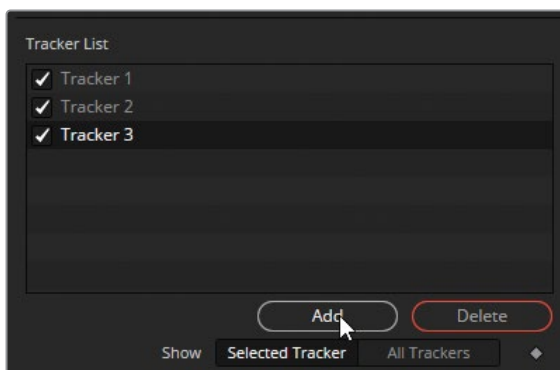 Tracker List
Tracker 1
Tracker 2
Tracker 3
Add Delete
Show Selected Tracker All Trackers